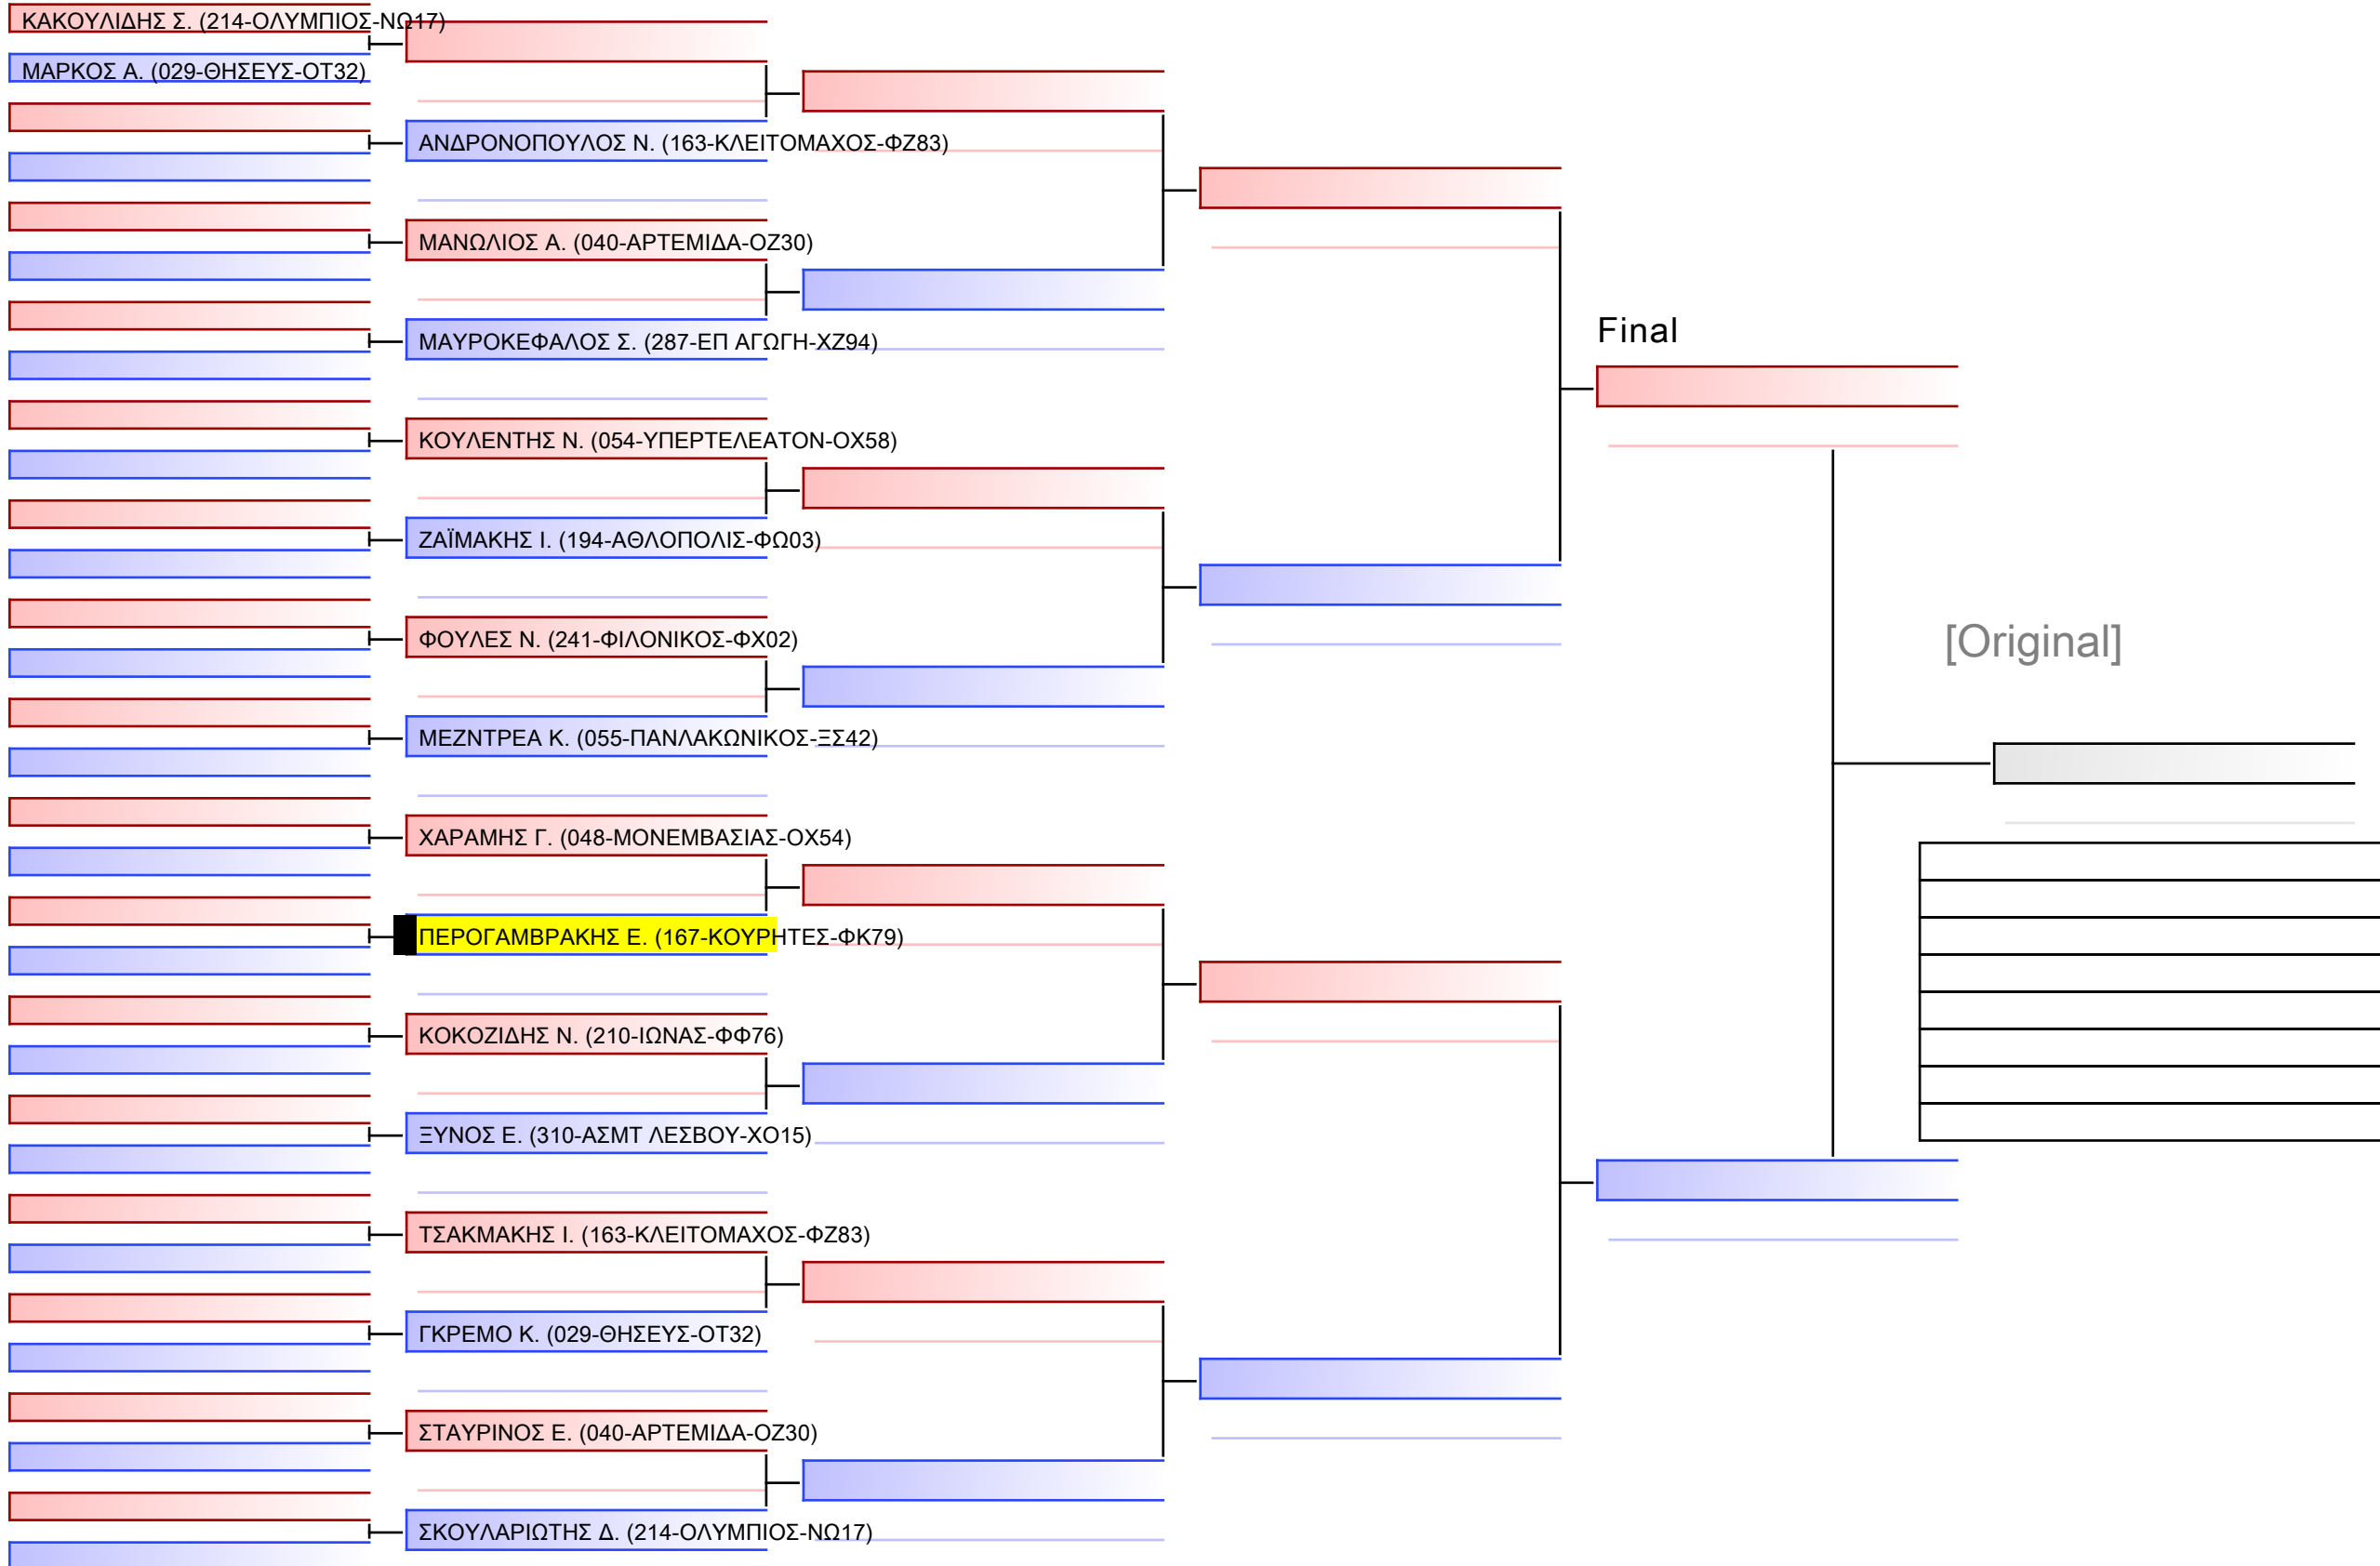 ΚΑΚΟΥΛΙΔΗΣ Σ. (214-ΟΛΥΜΠΙΟΣ-ΝΩ17)
ΜΑΡΚΟΣ Α. (029-ΘΗΣΕΥΣ-ΟΤ32)
ΑΝΔΡΟΝΟΠΟΥΛΟΣ Ν. (163-ΚΛΕΙΤΟΜΑΧΟΣ-ΦΖ83)
ΜΑΝΩΛΙΟΣ Α. (040-ΑΡΤΕΜΙΔΑ-ΟΖ30)
ΜΑΥΡΟΚΕΦΑΛΟΣ Σ. (287-ΕΠ ΑΓΩΓΗ-ΧΖ94)
ΚΟΥΛΕΝΤΗΣ Ν. (054-ΥΠΕΡΤΕΛΕΑΤΟΝ-ΟΧ58)
ΖΑΪΜΑΚΗΣ Ι. (194-ΑΘΛΟΠΟΛΙΣ-ΦΩ03)
ΦΟΥΛΕΣ Ν. (241-ΦΙΛΟΝΙΚΟΣ-ΦΧ02)
ΜΕΖΝΤΡΕΑ Κ. (055-ΠΑΝΛΑΚΩΝΙΚΟΣ-ΞΣ42)
ΧΑΡΑΜΗΣ Γ. (048-ΜΟΝΕΜΒΑΣΙΑΣ-ΟΧ54)
ΠΕΡΟΓΑΜΒΡΑΚΗΣ Ε. (167-ΚΟΥΡΗΤΕΣ-ΦΚ79)
ΚΟΚΟΖΙΔΗΣ Ν. (210-ΙΩΝΑΣ-ΦΦ76)
ΞΥΝΟΣ Ε. (310-ΑΣΜΤ ΛΕΣΒΟΥ-ΧΟ15)
ΤΣΑΚΜΑΚΗΣ Ι. (163-ΚΛΕΙΤΟΜΑΧΟΣ-ΦΖ83)
ΓΚΡΕΜΟ Κ. (029-ΘΗΣΕΥΣ-ΟΤ32)
ΣΤΑΥΡΙΝΟΣ Ε. (040-ΑΡΤΕΜΙΔΑ-ΟΖ30)
ΣΚΟΥΛΑΡΙΩΤΗΣ Δ. (214-ΟΛΥΜΠΙΟΣ-ΝΩ17)
Final
[Original]